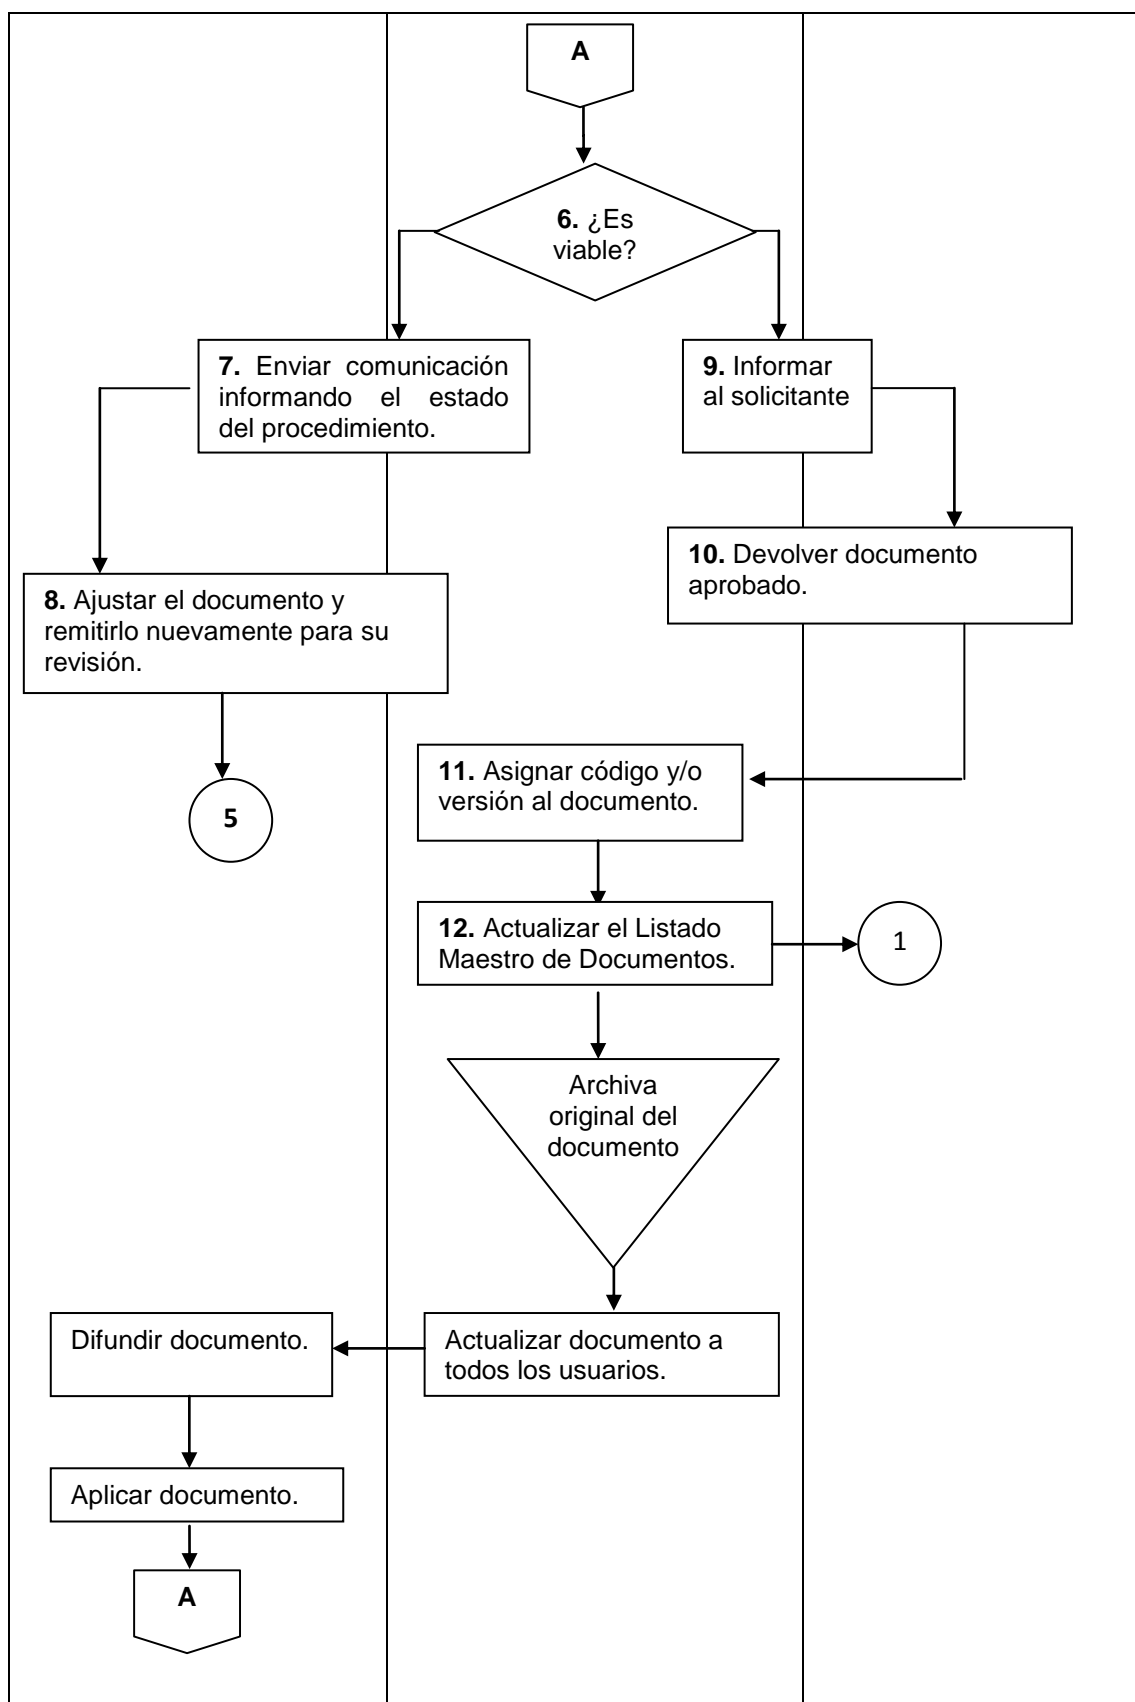 A
6. ¿Es
viable?
7. Enviar comunicación
informando el estado
del procedimiento.
9. Informar
al solicitante
10. Devolver documento
aprobado.
8. Ajustar el documento y
remitirlo nuevamente para su
revisión.
11. Asignar código y/o
versión al documento.
5
12. Actualizar el Listado
Maestro de Documentos.
1
Archiva
original del
documento
Difundir documento.
Actualizar documento a
todos los usuarios.
Aplicar documento.
A